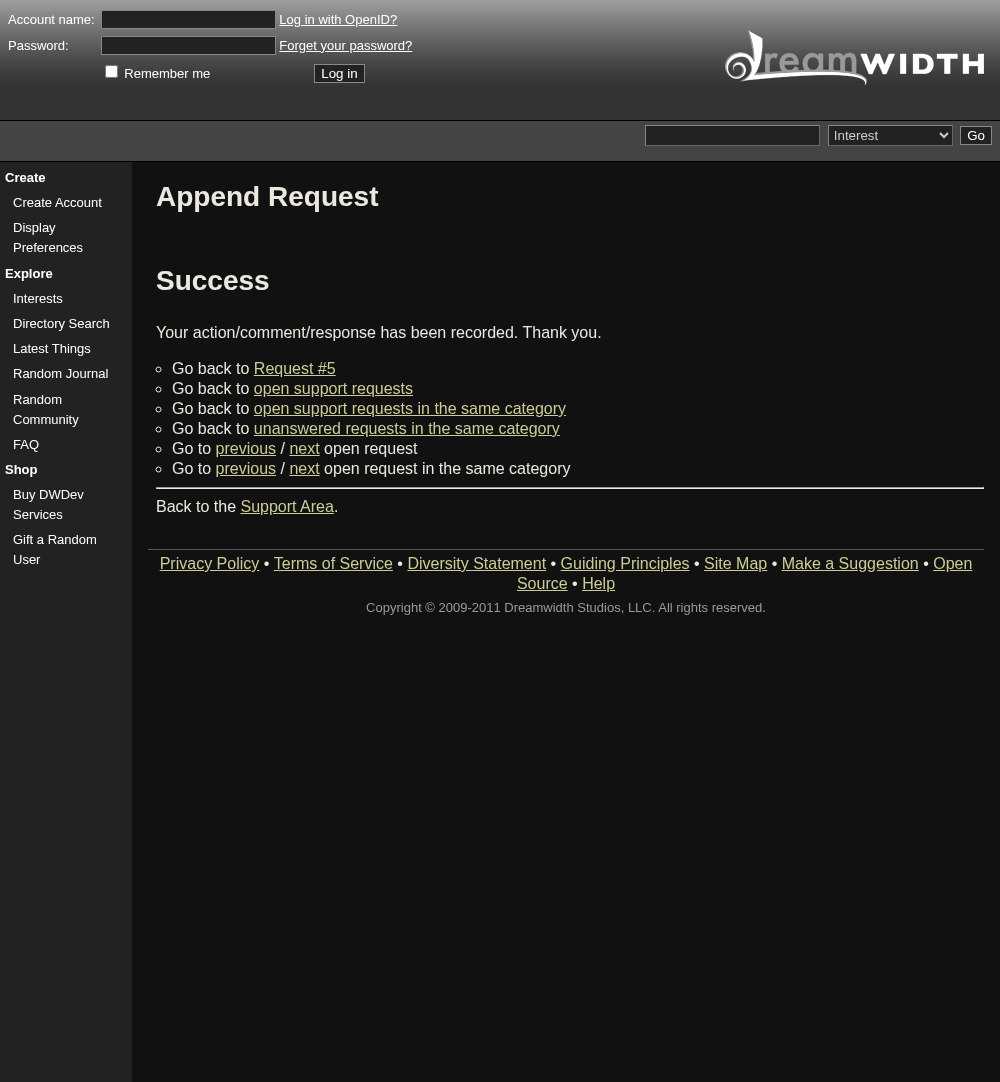 Account name: Log in with OpenID?
Password: Forget your password?
Remember me Log in
dreamwidth
Interest Go
Create
Create Account
Display
Preferences
Explore
Interests
Directory Search
Latest Things
Random Journal
Random
Community
FAQ
Shop
Buy DWDev
Services
Gift a Random
User
Append Request
Success
Your action/comment/response has been recorded. Thank you.
Go back to Request #5
Go back to open support requests
Go back to open support requests in the same category
Go back to unanswered requests in the same category
Go to previous / next open request
Go to previous / next open request in the same category
Back to the Support Area.
Privacy Policy • Terms of Service • Diversity Statement • Guiding Principles • Site Map • Make a Suggestion • Open
Source • Help
Copyright © 2009-2011 Dreamwidth Studios, LLC. All rights reserved.